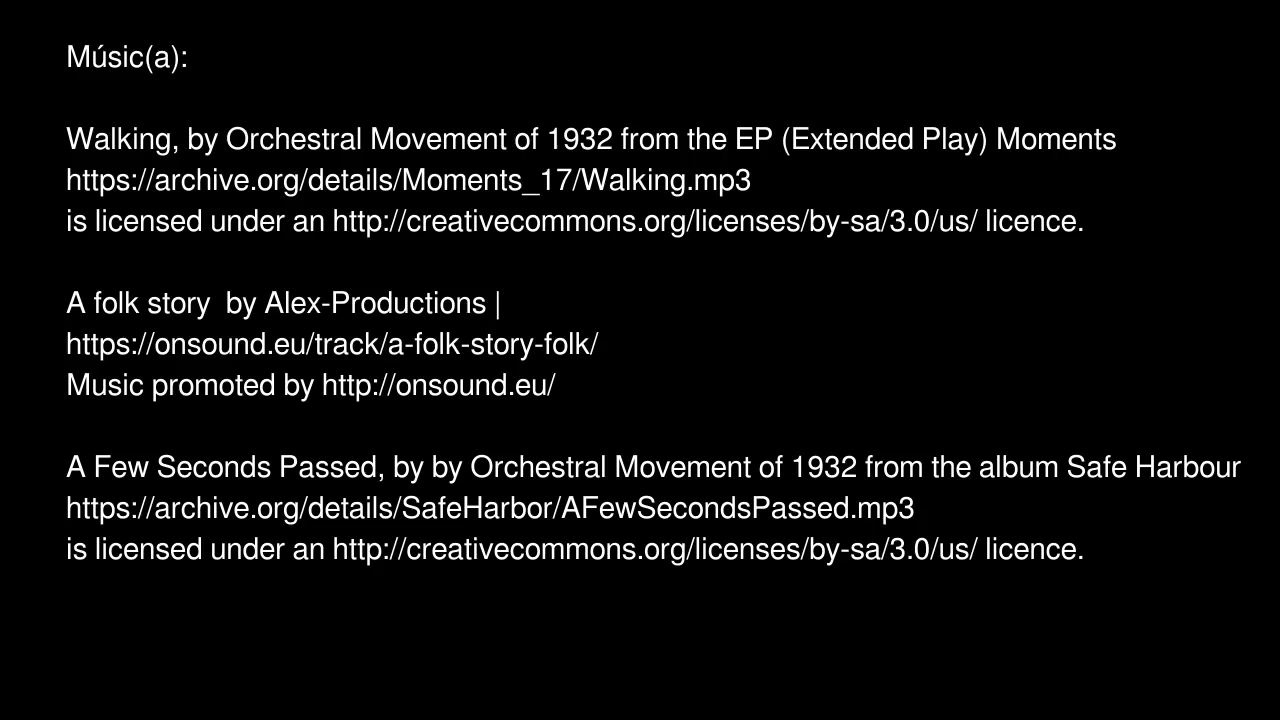 Músic(a):
Walking, by Orchestral Movement of 1932 from the EP (Extended Play) Moments
https://archive.org/details/Moments_17/Walking.mp3
is licensed under an http://creativecommons.org/licenses/by-sa/3.0/us/ licence.
A folk story  by Alex-Productions |
https://onsound.eu/track/a-folk-story-folk/
Music promoted by http://onsound.eu/
A Few Seconds Passed, by by Orchestral Movement of 1932 from the album Safe Harbour
https://archive.org/details/SafeHarbor/AFewSecondsPassed.mp3
is licensed under an http://creativecommons.org/licenses/by-sa/3.0/us/ licence.